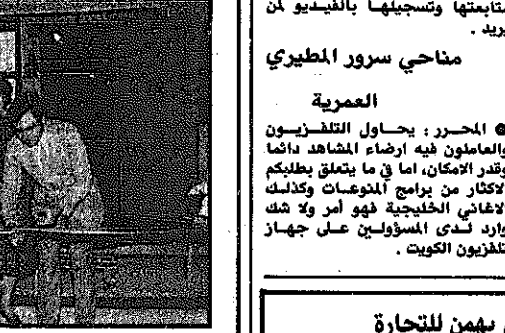 متابعتها وتسجيلها بالفيديو لمن
يريد .
مناحي سرور المطيري
العمرية
● المحرر : يحاول التلفزيون
والعاملون فيه ارضاء المشاهد دائما
وقدر الامكان، اما في ما يتعلق بطلبكم
الاكثار من برامج المنوعات وكذلك
الاغاني الخليجية فهو أمر ولا شك
وارد لدى المسؤولين على جهاز
تلفزيون الكويت .
بهمن للتجارة